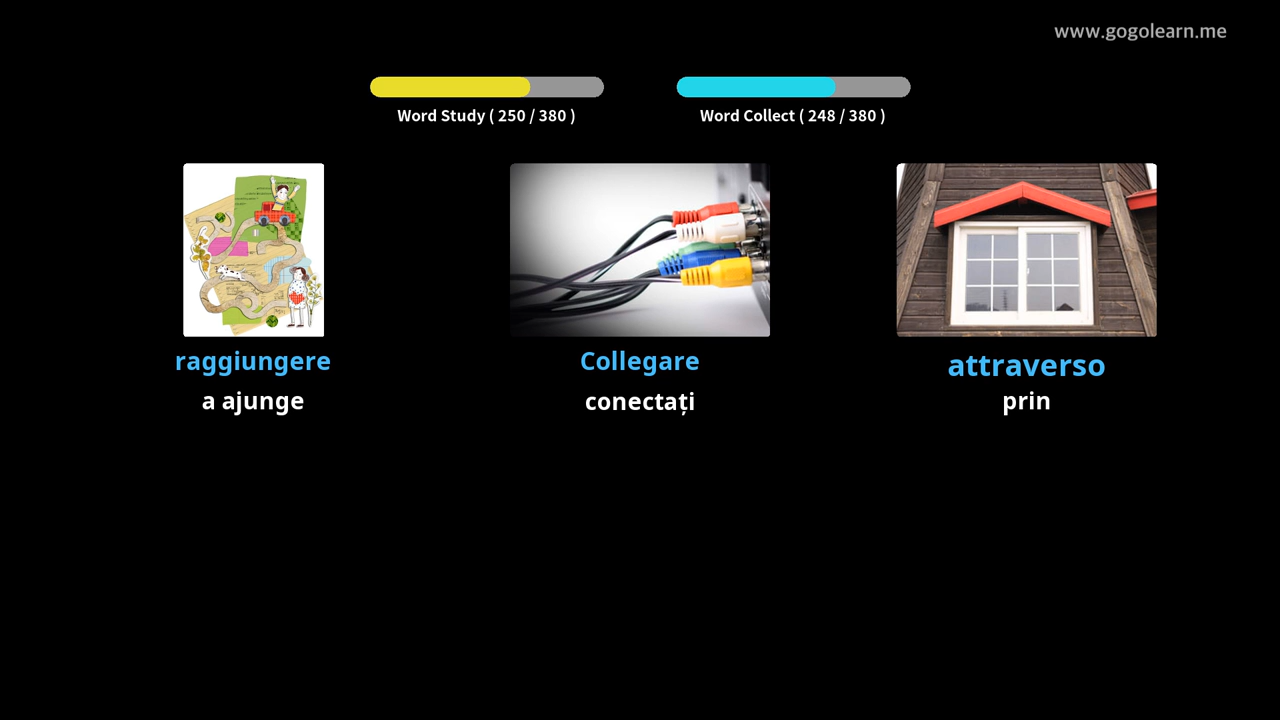 www.gogolearn.me
Word Study ( 250 / 380 )
Word Collect ( 248 / 380 )
raggiungere
Collegare
attraverso
a ajunge
conectați
prin